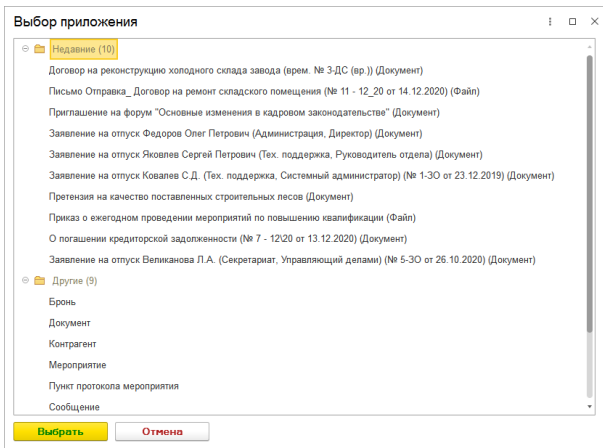 Выбор приложения
Недавние (10)
Договор на реконструкцию холодного склада завода (врем. № 3-ДС (вр.)) (Документ)
Письмо Отправка_ Договор на ремонт складского помещения (№ 11 - 12_20 от 14.12.2020) (Файл)
Приглашение на форум "Основные изменения в кадровом законодательстве" (Документ)
Заявление на отпуск Федоров Олег Петрович (Администрация, Директор) (Документ)
Заявление на отпуск Яковлев Сергей Петрович (Тех. поддержка, Руководитель отдела) (Документ)
Заявление на отпуск Ковалев С.Д. (Тех. поддержка, Системный администратор) (№ 1-ЗО от 23.12.2019) (Документ)
Претензия на качество поставленных строительных лесов (Документ)
Приказ о ежегодном проведении мероприятий по повышению квалификации (Файл)
О погашении кредиторской задолженности (№ 7 - 12\20 от 13.12.2020) (Документ)
Заявление на отпуск Великанова Л.А. (Секретариат, Управляющий делами) (№ 5-ЗО от 26.10.2020) (Документ)
Другие (9)
Бронь
Документ
Контрагент
Мероприятие
Пункт протокола мероприятия
Сообщение
Выбрать Отмена